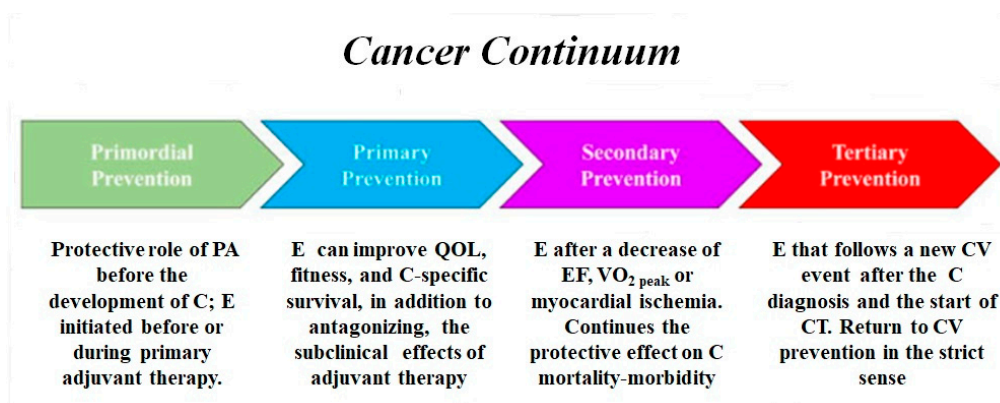 Cancer Continuum
Primordial
Prevention
Primary
Prevention
Secondary
Prevention
Tertiary
Prevention
Protective role of PA
before the
development of C; E
initiated before or
during primary
adjuvant therapy.
E can improve QOL,
fitness, and C-specific
survival, in addition to
antagonizing, the
subclinical effects of
adjuvant therapy
E after a decrease of
EF, VO2 peak or
myocardial ischemia.
Continues the
protective effect on C
mortality-morbidity
E that follows a new CV
event after the C
diagnosis and the start of
CT. Return to CV
prevention in the strict
sense